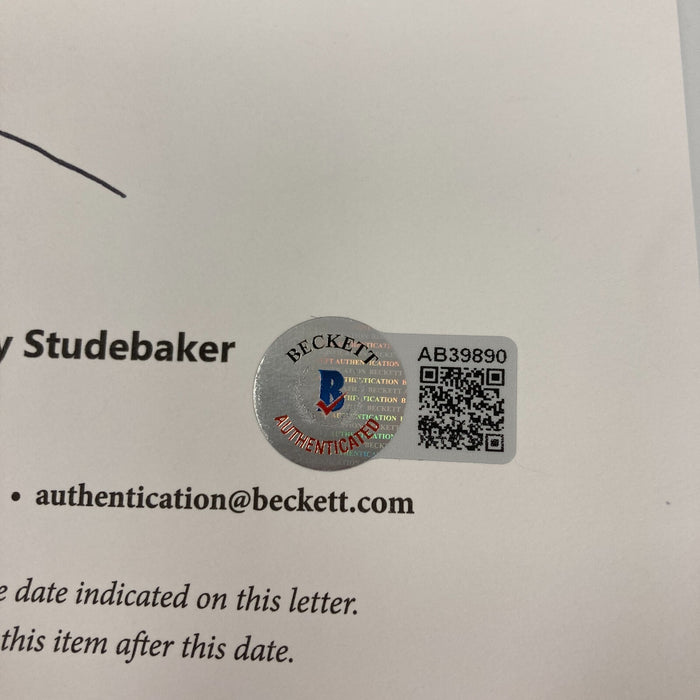 y Studebaker
BECKETT
AUTHENTICATED
AB39890
• authentication@beckett.com
e date indicated on this letter.
this item after this date.